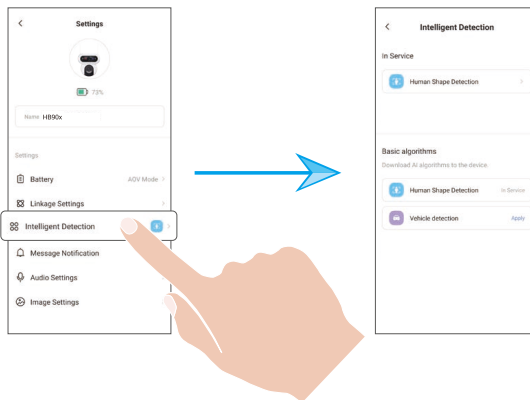 Settings
73%
Name HB90x
Settings
Battery AOV Mode
Linkage Settings
Intelligent Detection
Message Notification
Audio Settings
Image Settings
Intelligent Detection
in Service
Human Shape Detection
Basic algorithms
Download AI algorithms to the device.
Human Shape Detection in Service
Vehicle detection Apply